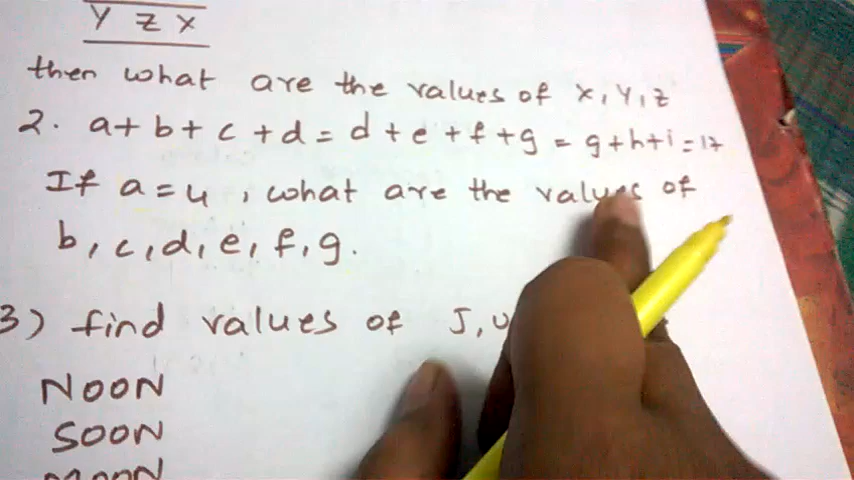 Y Z X
then what are the values of X, Y, Z
2. a+b+c+d = d+e+f+g = g+h+i = 17
If a = 4, what are the values of
b, c, d, e, f, g.
3) find values of J, U
NOON
SOON
MOON